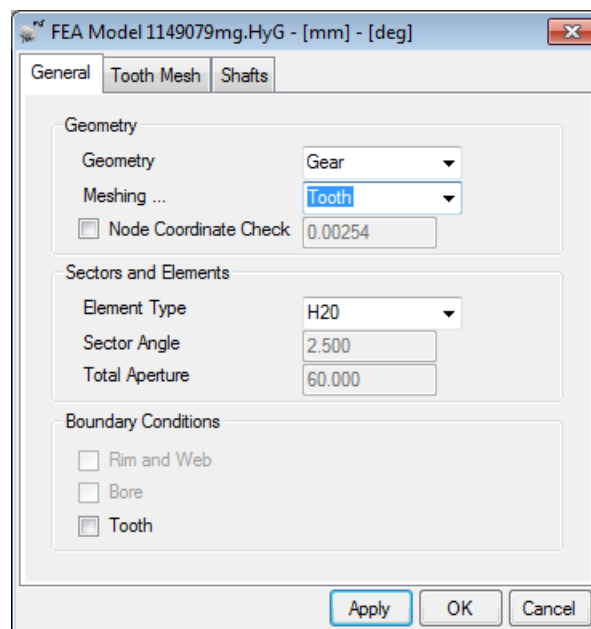 FEA Model 1149079mg.HyG - [mm] - [deg]
General Tooth Mesh Shafts
Geometry
Geometry Gear
Meshing ... Tooth
Node Coordinate Check 0.00254
Sectors and Elements
Element Type H20
Sector Angle 2.500
Total Aperture 60.000
Boundary Conditions
Rim and Web
Bore
Tooth
Apply OK Cancel